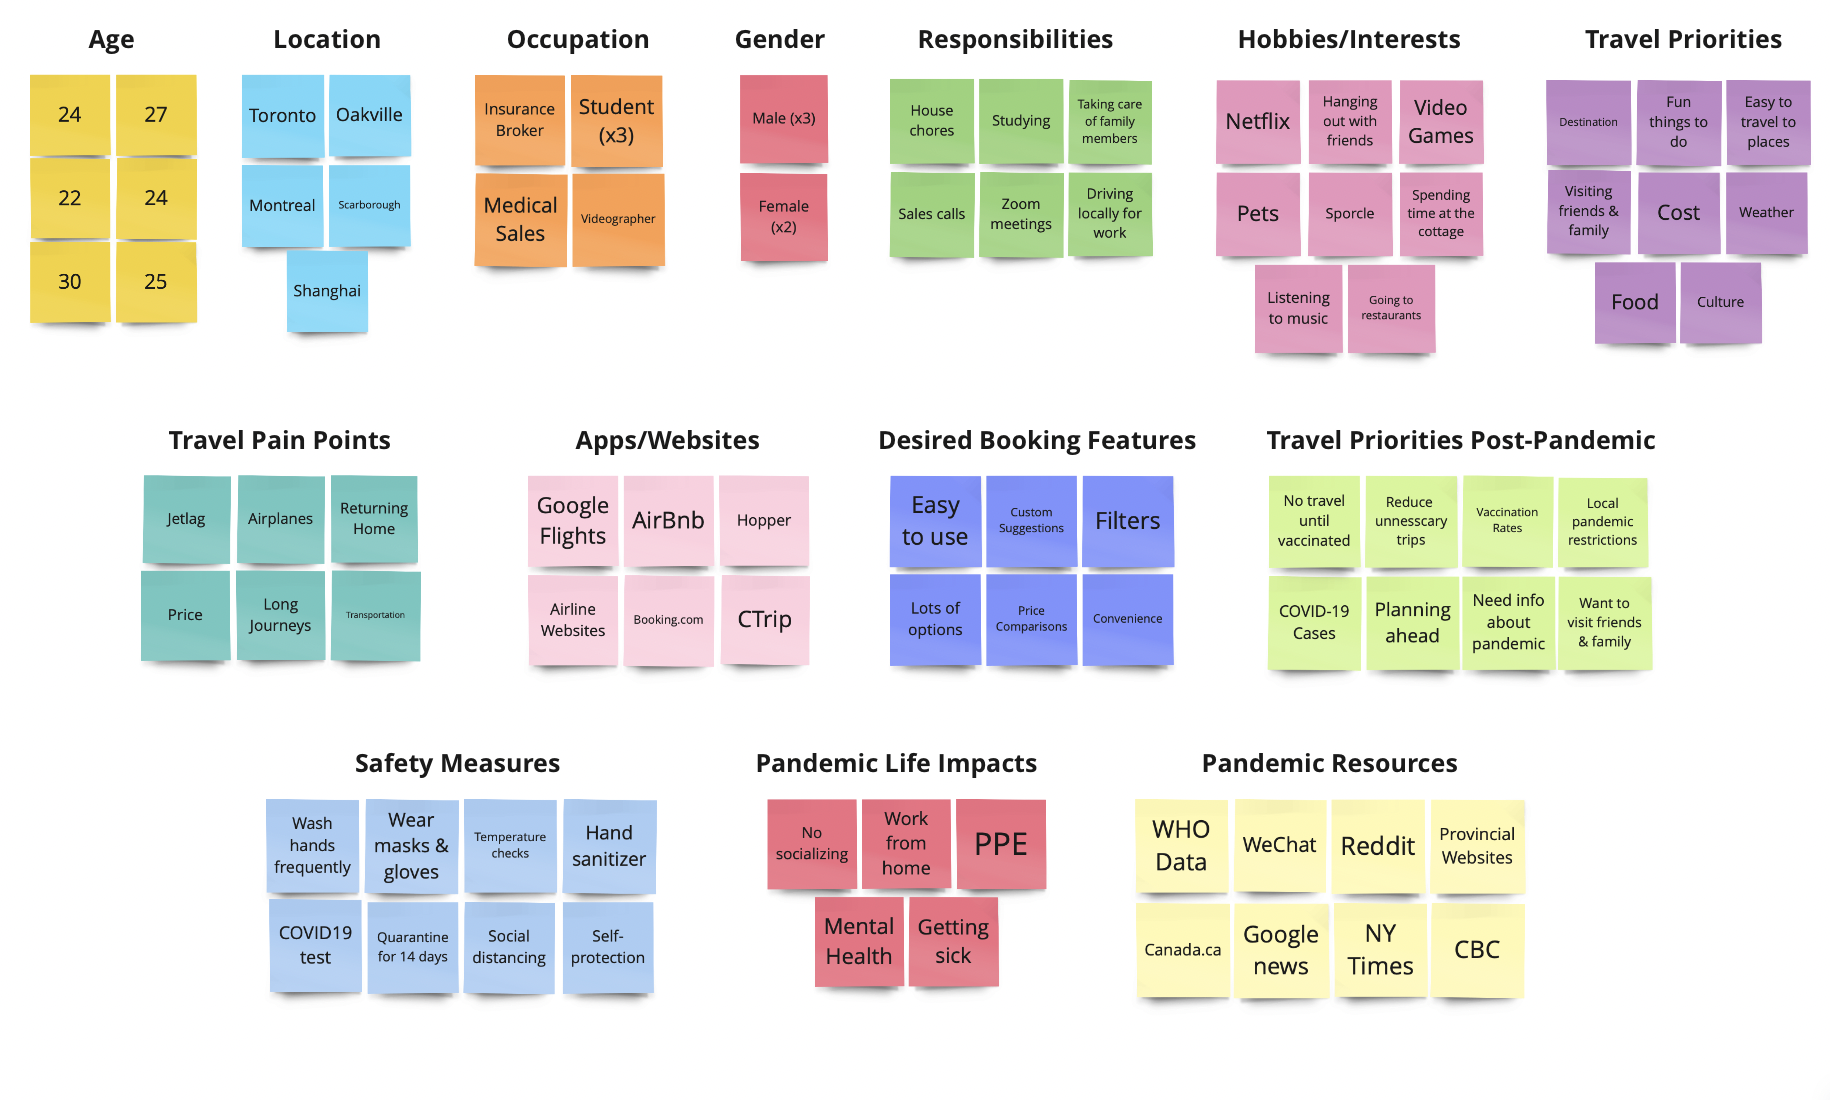 Age
24
27
22
24
30
25
Location
Toronto
Oakville
Montreal
Scarborough
Shanghai
Occupation
Insurance
Broker
Student
(x3)
Medical
Sales
Videographer
Gender
Male (x3)
Female
(x2)
Responsibilities
House
chores
Studying
Taking care
of family
members
Sales calls
Zoom
meetings
Driving
locally for
work
Hobbies/Interests
Netflix
Hanging
out with
friends
Video
Games
Pets
Sporcle
Spending
time at the
cottage
Listening
to music
Going to
restaurants
Travel Priorities
Destination
Fun
things to
do
Easy to
travel to
places
Visiting
friends &
family
Cost
Weather
Food
Culture
Travel Pain Points
Jetlag
Airplanes
Returning
Home
Price
Long
Journeys
Transportation
Apps/Websites
Google
Flights
AirBnb
Hopper
Airline
Websites
Booking.com
CTrip
Desired Booking Features
Easy
to use
Custom
Suggestions
Filters
Lots of
options
Price
Comparisons
Convenience
Travel Priorities Post-Pandemic
No travel
until
vaccinated
Reduce
unnesscary
trips
Vaccination
Rates
Local
pandemic
restrictions
COVID-19
Cases
Planning
ahead
Need info
about
pandemic
Want to
visit friends
& family
Safety Measures
Wash
hands
frequently
Wear
masks &
gloves
Temperature
checks
Hand
sanitizer
COVID19
test
Quarantine
for 14 days
Social
distancing
Self-
protection
Pandemic Life Impacts
No
socializing
Work
from
home
PPE
Mental
Health
Getting
sick
Pandemic Resources
WHO
Data
WeChat
Reddit
Provincial
Websites
Canada.ca
Google
news
NY
Times
CBC